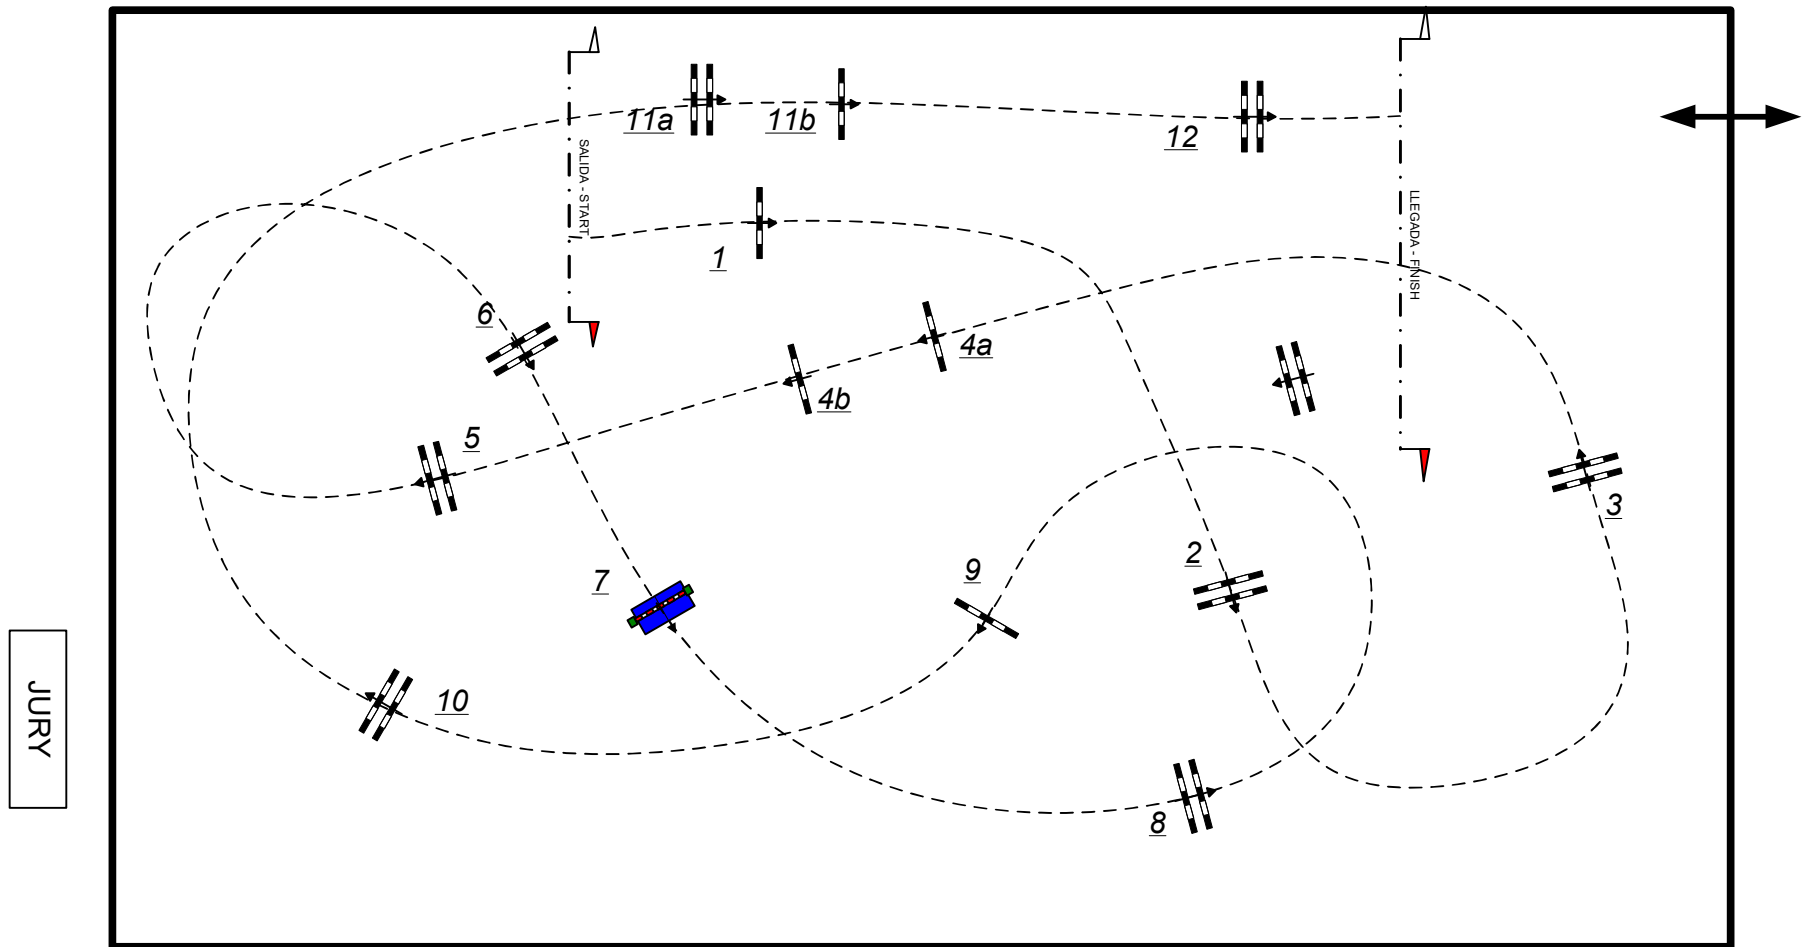 11a
11b
12
SALIDA - START
LLEGADA - FINISH
1
6
4a
4b
5
3
2
9
7
10
8
JURY